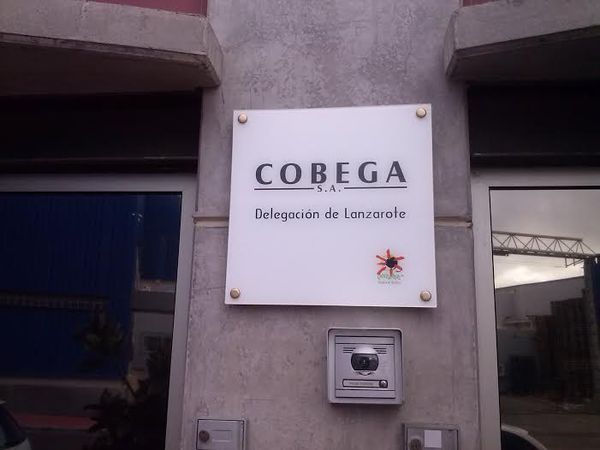 COBEGA
S.A.
Delegación de Lanzarote